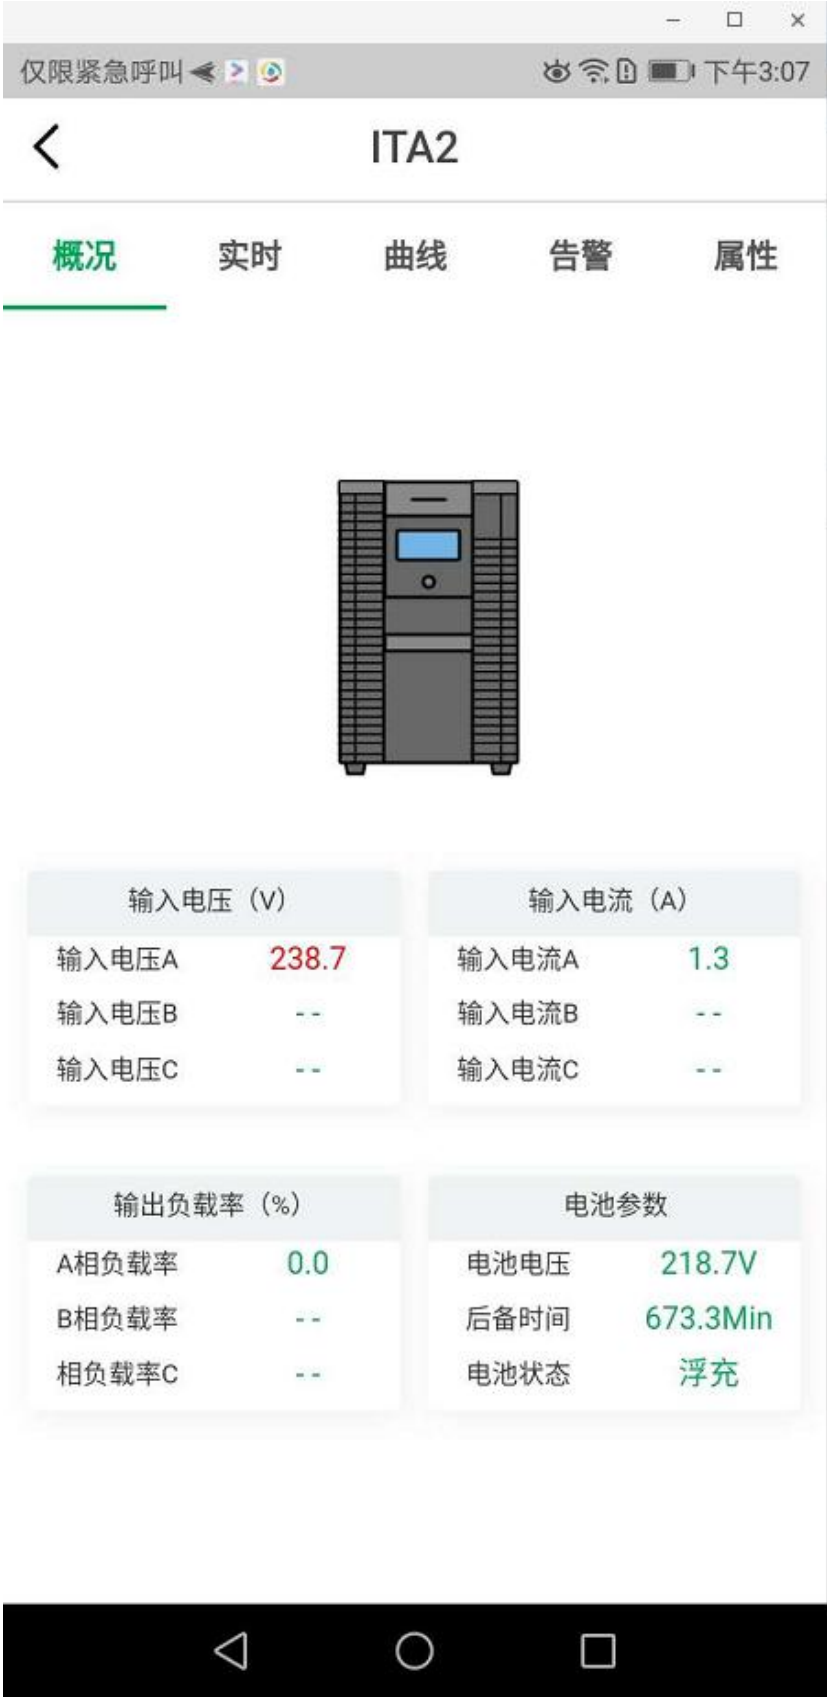 仅限紧急呼叫 下午3:07
ITA2
概况 实时 曲线 告警 属性
输入电压（V）
输入电压A 238.7
输入电压B --
输入电压C --
输入电流（A）
输入电流A 1.3
输入电流B --
输入电流C --
输出负载率（%）
A相负载率 0.0
B相负载率 --
相负载率C --
电池参数
电池电压 218.7V
后备时间 673.3Min
电池状态 浮充